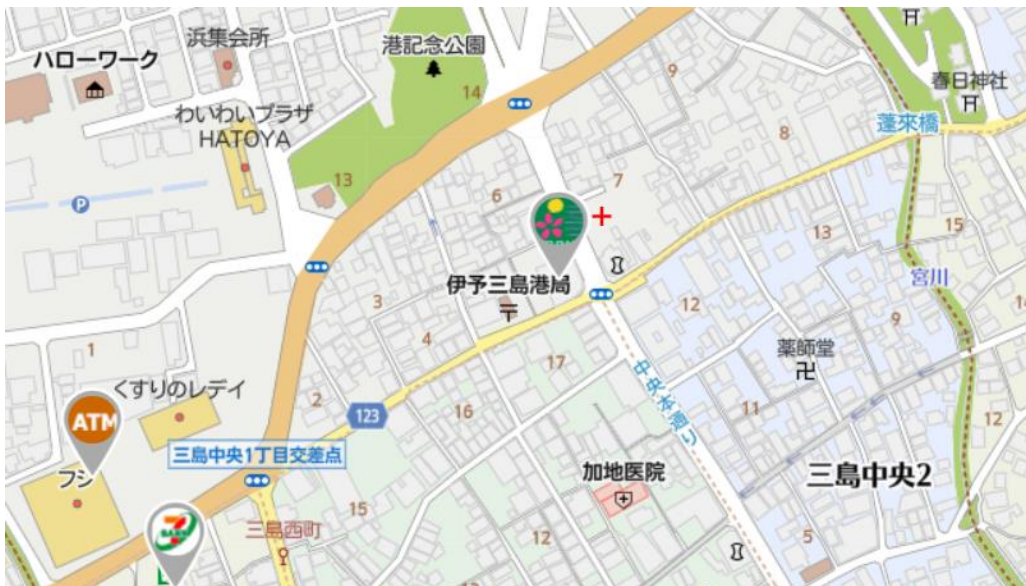 浜集会所
港記念公園
ハローワーク
14
9
春日神社
わいわいプラザ
HATOYA
蓬来橋
8
P
13
6
7
15
13
宮川
伊予三島港局
3
12
4
9
1
薬師堂
くすりのレデイ
17
中央本通り
2
123
16
11
12
ATM
三島中央1丁目交差点
フジ
加地医院
三島中央2
15
7
三島西町
12
5